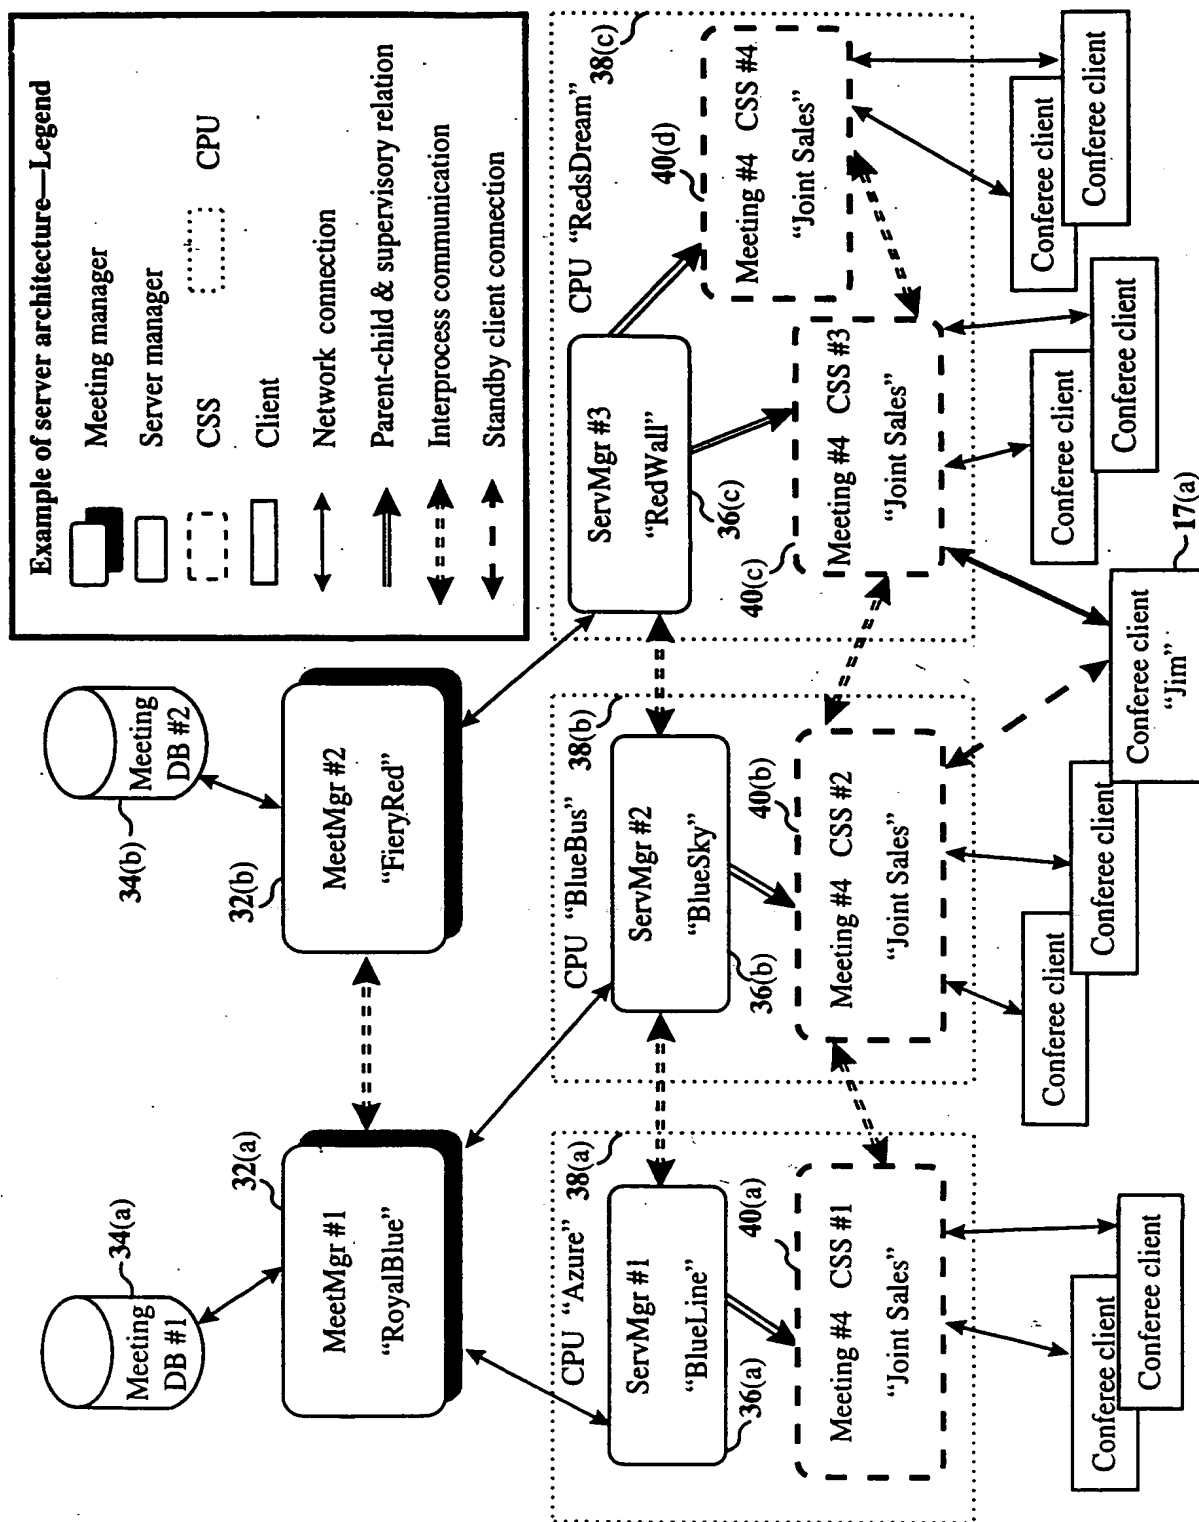 Example of server architecture—Legend
Meeting manager
Server manager
CSS
CPU
Client
Network connection
Parent-child & supervisory relation
Interprocess communication
Standby client connection
34(a)
Meeting
DB #1
34(b)
Meeting
DB #2
32(a)
MeetMgr #1
“RoyalBlue”
32(b)
MeetMgr #2
“FieryRed”
CPU “Azure”
38(a)
ServMgr #1
“BlueLine”
36(a)
40(a)
Meeting #4 CSS #1
“Joint Sales”
Conferee client
Conferee client
CPU “BlueBus”
38(b)
ServMgr #2
“BlueSky”
36(b)
40(b)
Meeting #4 CSS #2
“Joint Sales”
Conferee client
Conferee client
CPU “RedsDream”
38(c)
ServMgr #3
“RedWall”
36(c)
40(c)
Meeting #4 CSS #3
“Joint Sales”
40(d)
Meeting #4 CSS #4
“Joint Sales”
Conferee client
“Jim”
17(a)
Conferee client
Conferee client
Conferee client
Conferee client